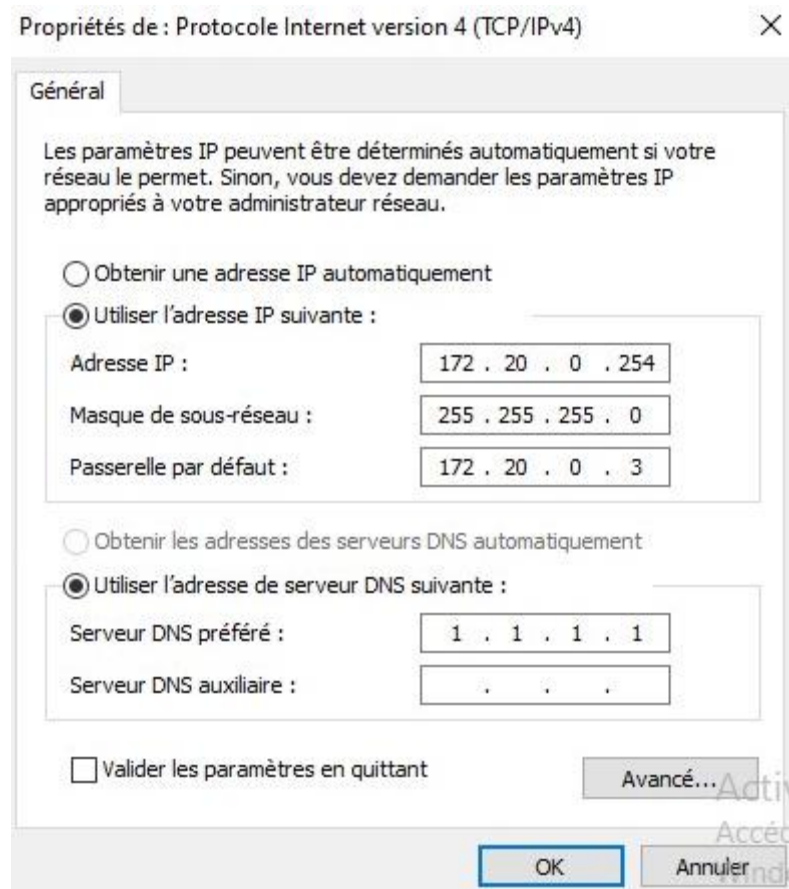 Propriétés de : Protocole Internet version 4 (TCP/IPv4)
Général
Les paramètres IP peuvent être déterminés automatiquement si votre
réseau le permet. Sinon, vous devez demander les paramètres IP
appropriés à votre administrateur réseau.
Obtenir une adresse IP automatiquement
Utiliser l'adresse IP suivante :
Adresse IP : 172 . 20 . 0 . 254
Masque de sous-réseau : 255 . 255 . 255 . 0
Passerelle par défaut : 172 . 20 . 0 . 3
Obtenir les adresses des serveurs DNS automatiquement
Utiliser l'adresse de serveur DNS suivante :
Serveur DNS préféré : 1 . 1 . 1 . 1
Serveur DNS auxiliaire : . . .
Valider les paramètres en quittant
Avancé...
OK Annuler